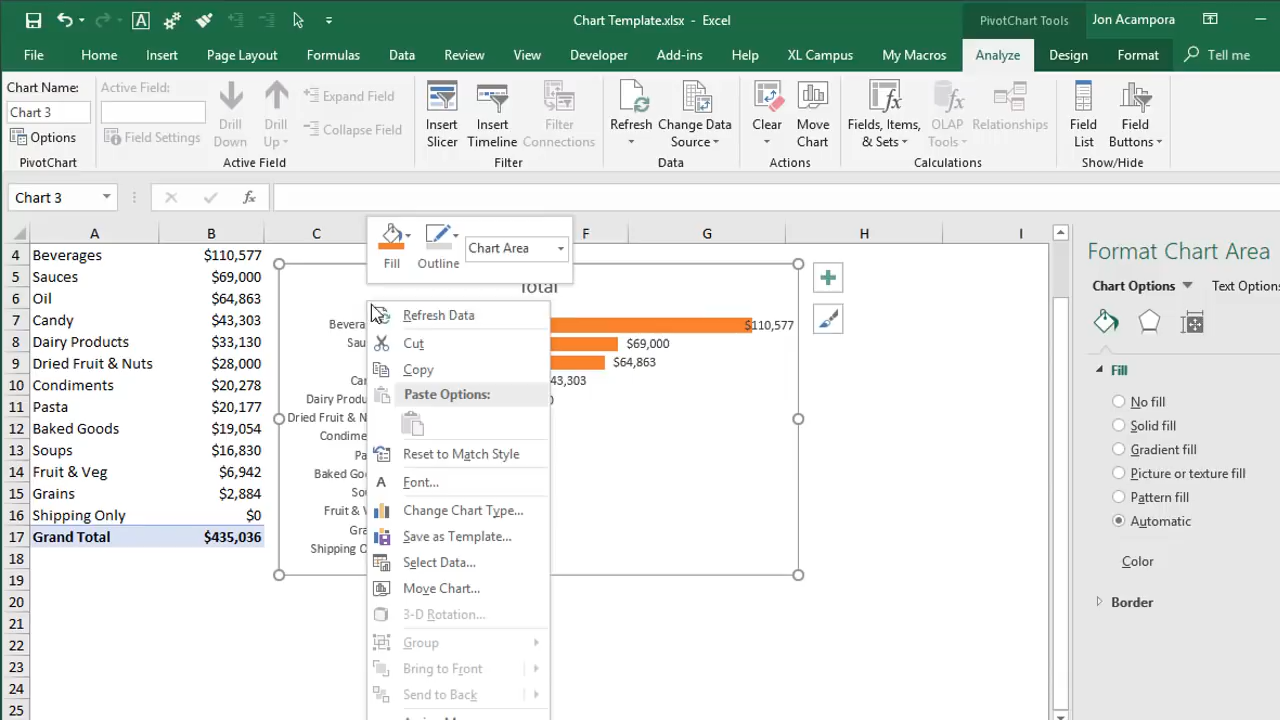 Chart Template.xlsx - Excel
PivotChart Tools
Jon Acampora
File Home Insert Page Layout Formulas Data Review View Developer Add-ins Help XL Campus My Macros Analyze Design Format Tell me
Chart Name:
Chart 3
Options
PivotChart
Active Field:
Field Settings
Drill Down
Drill Up
Expand Field
Collapse Field
Active Field
Insert Slicer
Insert Timeline
Filter Connections
Filter
Refresh
Change Data Source
Data
Clear
Move Chart
Actions
Fields, Items, & Sets
OLAP Tools
Relationships
Calculations
Field List
Field Buttons
Show/Hide
Chart 3
fx
A B C F G H I
4 Beverages $110,577
5 Sauces $69,000
6 Oil $64,863
7 Candy $43,303
8 Dairy Products $33,130
9 Dried Fruit & Nuts $28,000
10 Condiments $20,278
11 Pasta $20,177
12 Baked Goods $19,054
13 Soups $16,830
14 Fruit & Veg $6,942
15 Grains $2,884
16 Shipping Only $0
17 Grand Total $435,036
18
19
20
21
22
23
24
25
Fill
Outline
Chart Area
Total
$110,577
$69,000
$64,863
43,303
Dried Fruit & N
Refresh Data
Cut
Copy
Paste Options:
Reset to Match Style
Font...
Change Chart Type...
Save as Template...
Select Data...
Move Chart...
3-D Rotation...
Group
Bring to Front
Send to Back
Format Chart Area
Chart Options
Text Options
Fill
No fill
Solid fill
Gradient fill
Picture or texture fill
Pattern fill
Automatic
Color
Border